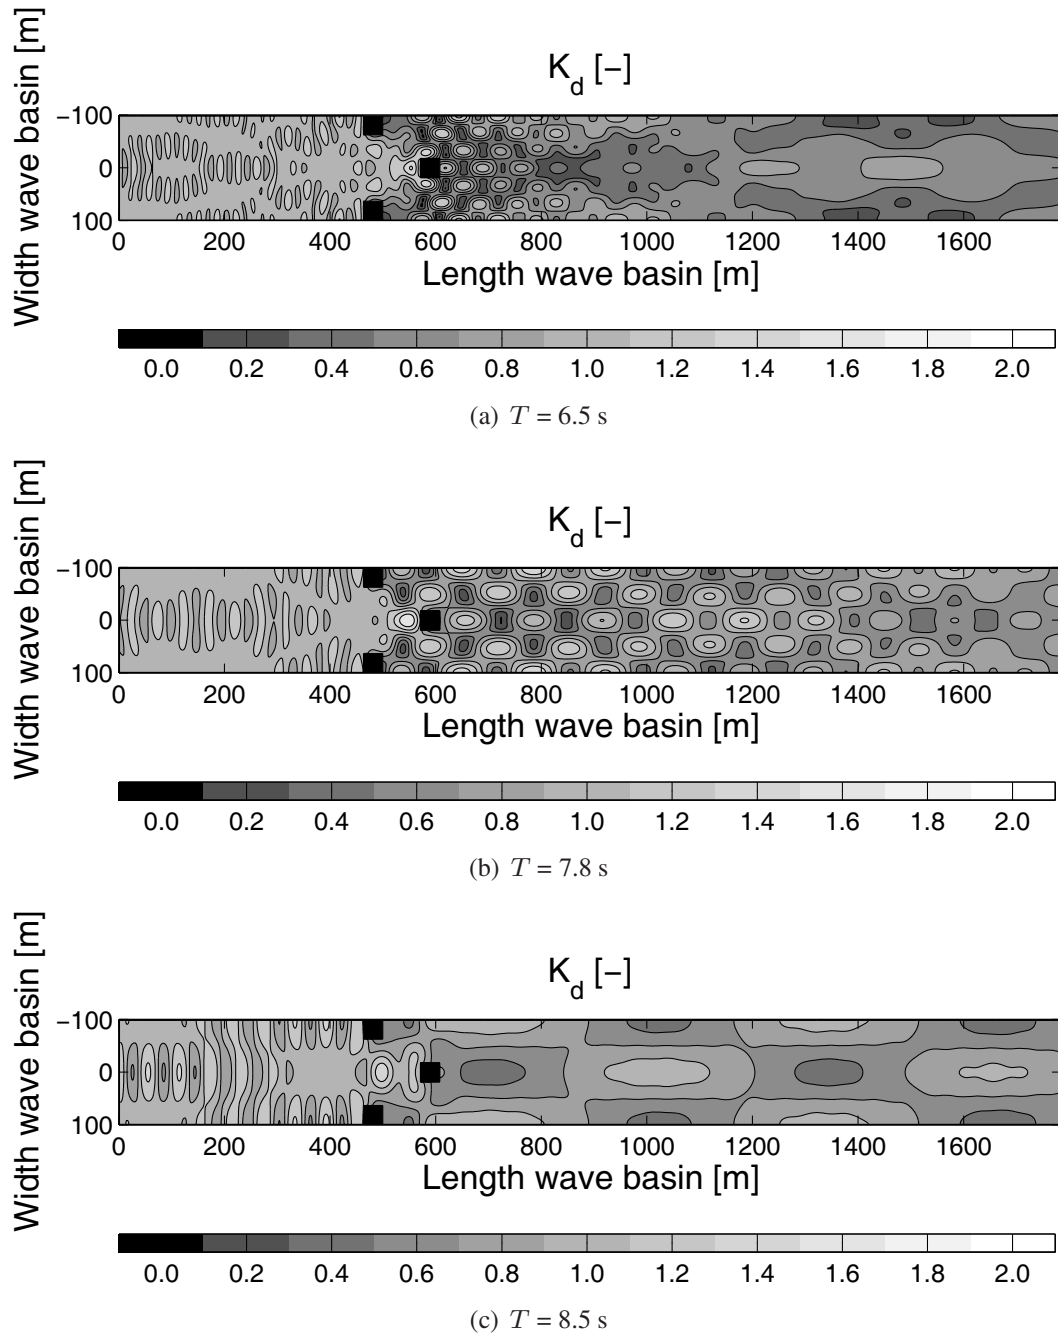 K_d [−]
Width wave basin [m]
−100
0
100
0 200 400 600 800 1000 1200 1400 1600
Length wave basin [m]
0.0 0.2 0.4 0.6 0.8 1.0 1.2 1.4 1.6 1.8 2.0
(a) T = 6.5 s
K_d [−]
Width wave basin [m]
−100
0
100
0 200 400 600 800 1000 1200 1400 1600
Length wave basin [m]
0.0 0.2 0.4 0.6 0.8 1.0 1.2 1.4 1.6 1.8 2.0
(b) T = 7.8 s
K_d [−]
Width wave basin [m]
−100
0
100
0 200 400 600 800 1000 1200 1400 1600
Length wave basin [m]
0.0 0.2 0.4 0.6 0.8 1.0 1.2 1.4 1.6 1.8 2.0
(c) T = 8.5 s